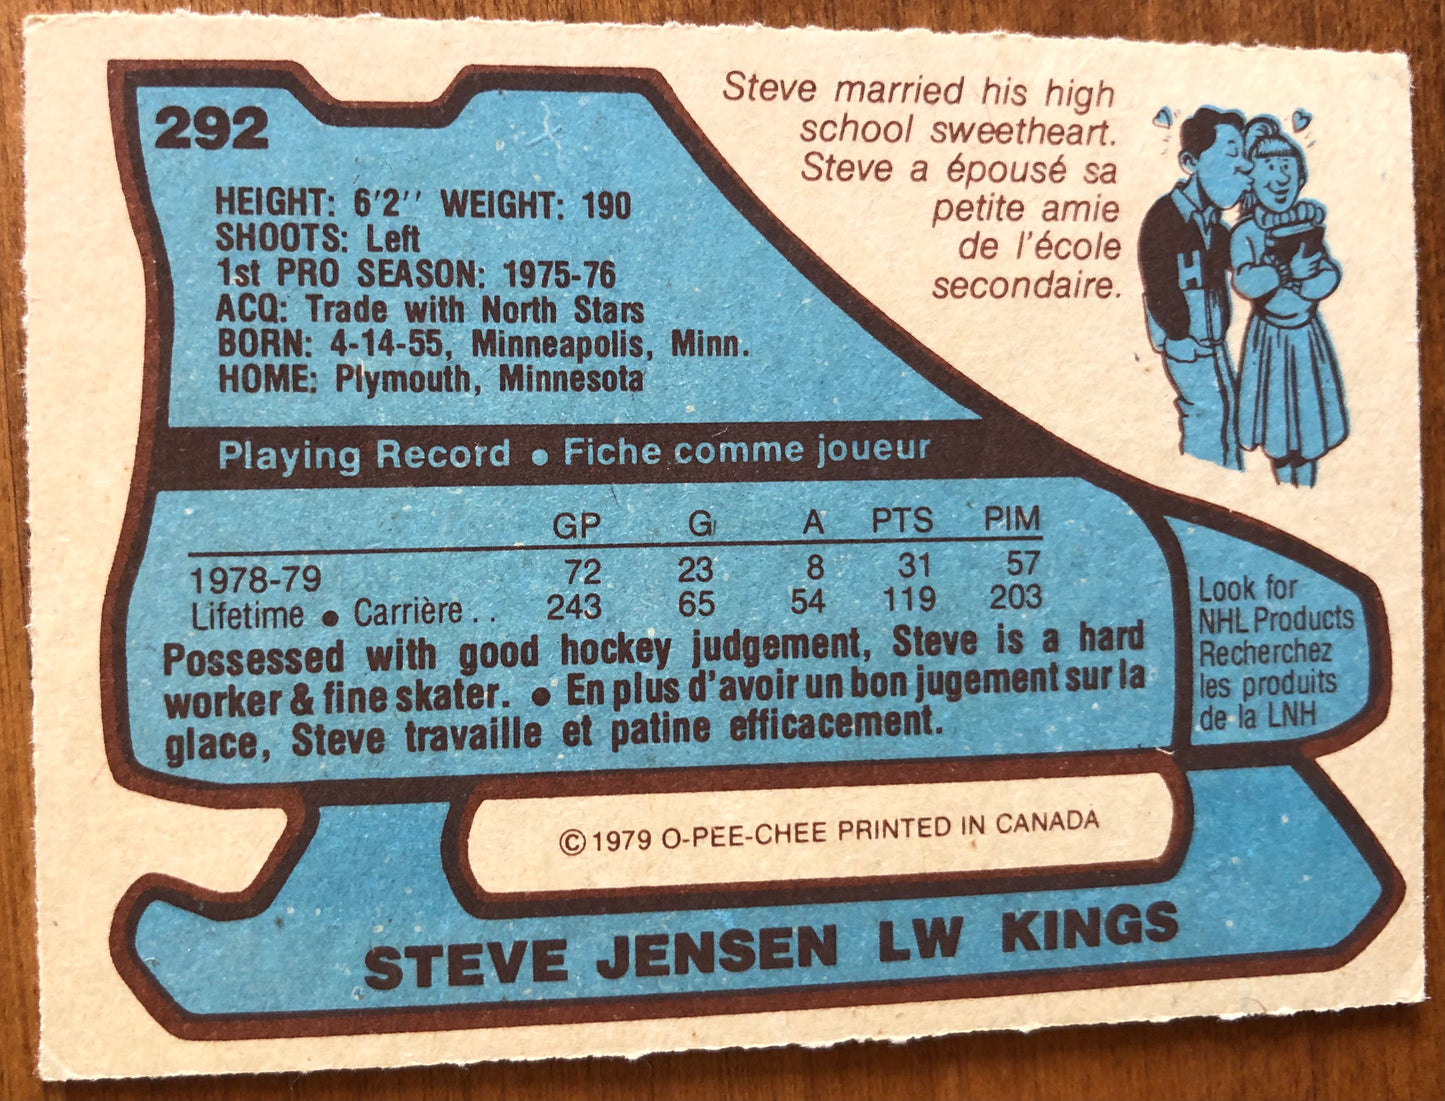 292
Steve married his high
school sweetheart.
Steve a épousé sa
petite amie
de l'école
secondaire.
H
HEIGHT: 6'2'' WEIGHT: 190
SHOOTS: Left
1st PRO SEASON: 1975-76
ACQ: Trade with North Stars
BORN: 4-14-55, Minneapolis, Minn.
HOME: Plymouth, Minnesota
Playing Record • Fiche comme joueur
GP G A PTS PIM
1978-79 72 23 8 31 57
Lifetime • Carrière . . 243 65 54 119 203
Possessed with good hockey judgement, Steve is a hard
worker & fine skater. • En plus d'avoir un bon jugement sur la
glace, Steve travaille et patine efficacement.
Look for
NHL Products
Recherchez
les produits
de la LNH
© 1979 O-PEE-CHEE PRINTED IN CANADA
STEVE JENSEN LW KINGS